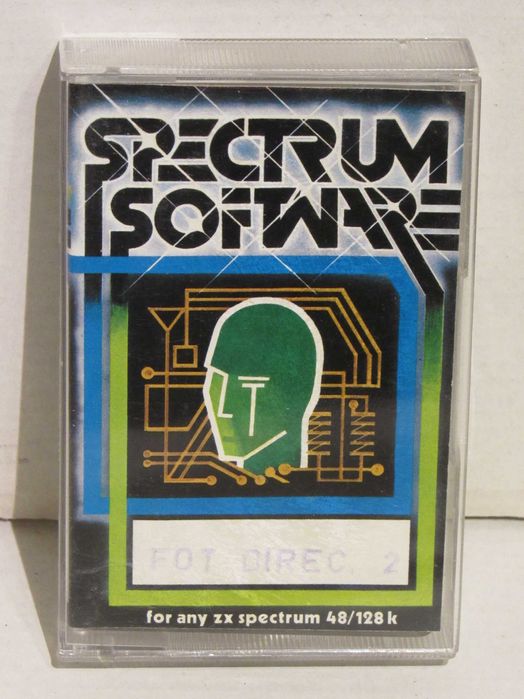 SPECTRUM
SOFTWARE
FOT DIREC. 2
for any zx spectrum 48/128 k